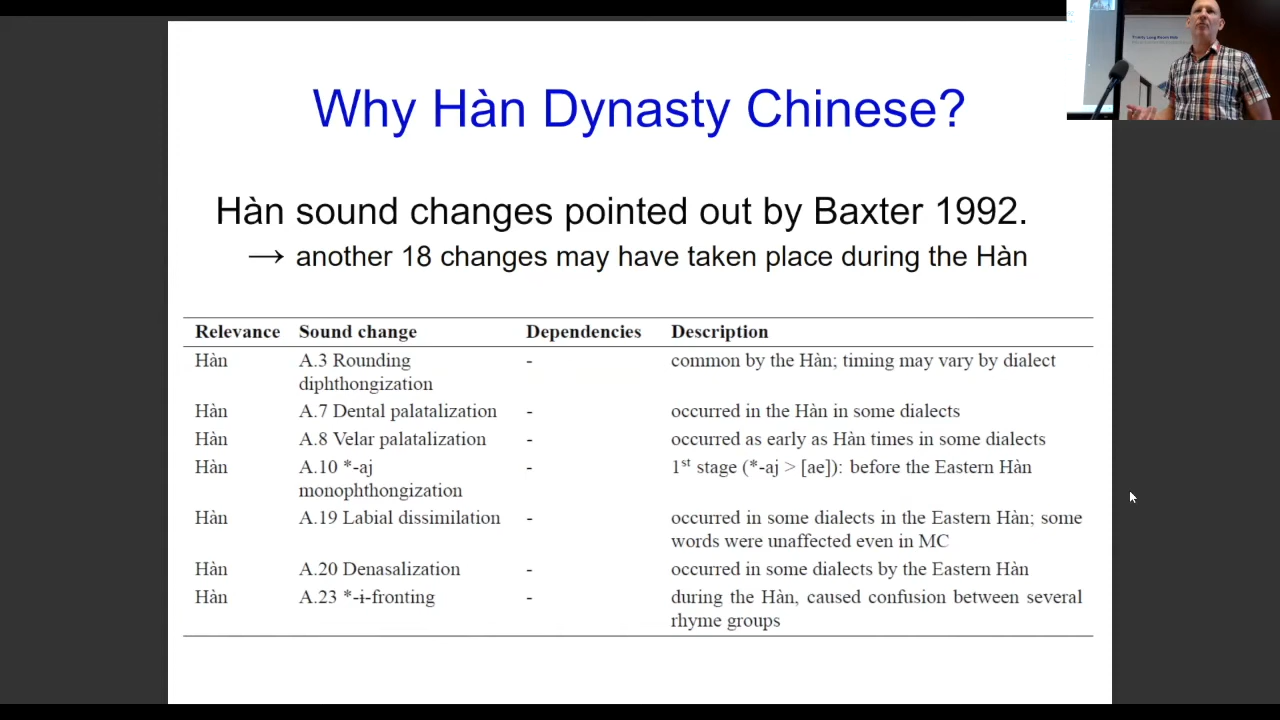 Why Hàn Dynasty Chinese?
Hàn sound changes pointed out by Baxter 1992.
→ another 18 changes may have taken place during the Hàn
Relevance Sound change Dependencies Description
Hàn A.3 Rounding - common by the Hàn; timing may vary by dialect
diphthongization
Hàn A.7 Dental palatalization - occurred in the Hàn in some dialects
Hàn A.8 Velar palatalization - occurred as early as Hàn times in some dialects
Hàn A.10 *-aj - 1st stage (*-aj > [ae]): before the Eastern Hàn
monophthongization
Hàn A.19 Labial dissimilation - occurred in some dialects in the Eastern Hàn; some
words were unaffected even in MC
Hàn A.20 Denasalization - occurred in some dialects by the Eastern Hàn
Hàn A.23 *-ɨ-fronting - during the Hàn, caused confusion between several
rhyme groups